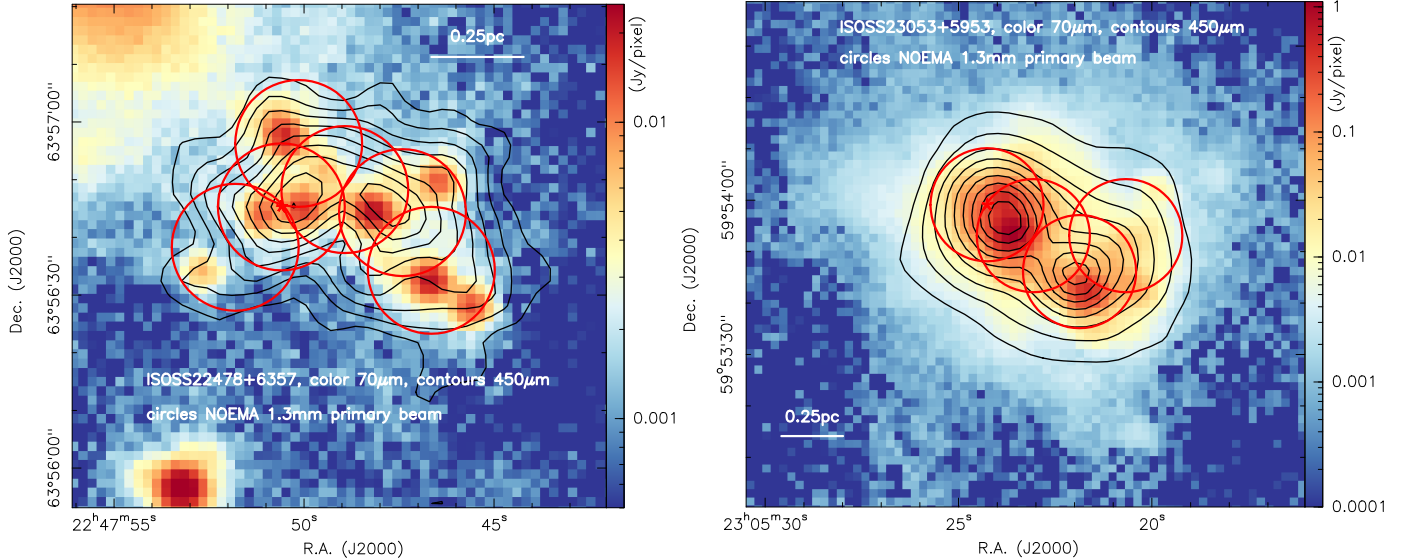 0.25pc
(Jy/pixel)
0.01
0.001
63°57'00''
63°56'30''
63°56'00''
Dec. (J2000)
ISOSS22478+6357, color 70μm, contours 450μm
circles NOEMA 1.3mm primary beam
22ʰ47ᵐ55ˢ
50ˢ
45ˢ
R.A. (J2000)
ISOSS23053+5953, color 70μm, contours 450μm
circles NOEMA 1.3mm primary beam
1
(Jy/pixel)
0.1
0.01
0.001
0.0001
59°54'00''
59°53'30''
Dec. (J2000)
0.25pc
23ʰ05ᵐ30ˢ
25ˢ
20ˢ
R.A. (J2000)